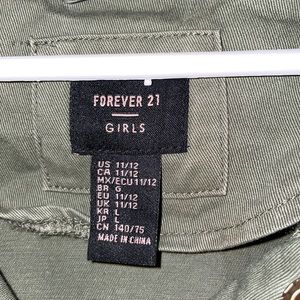 FOREVER 21
GIRLS
US 11/12
CA 11/12
MX/ECU 11/12
BR G
EU 11/12
UK 11/12
KR L
JP L
CN 140/75
MADE IN CHINA